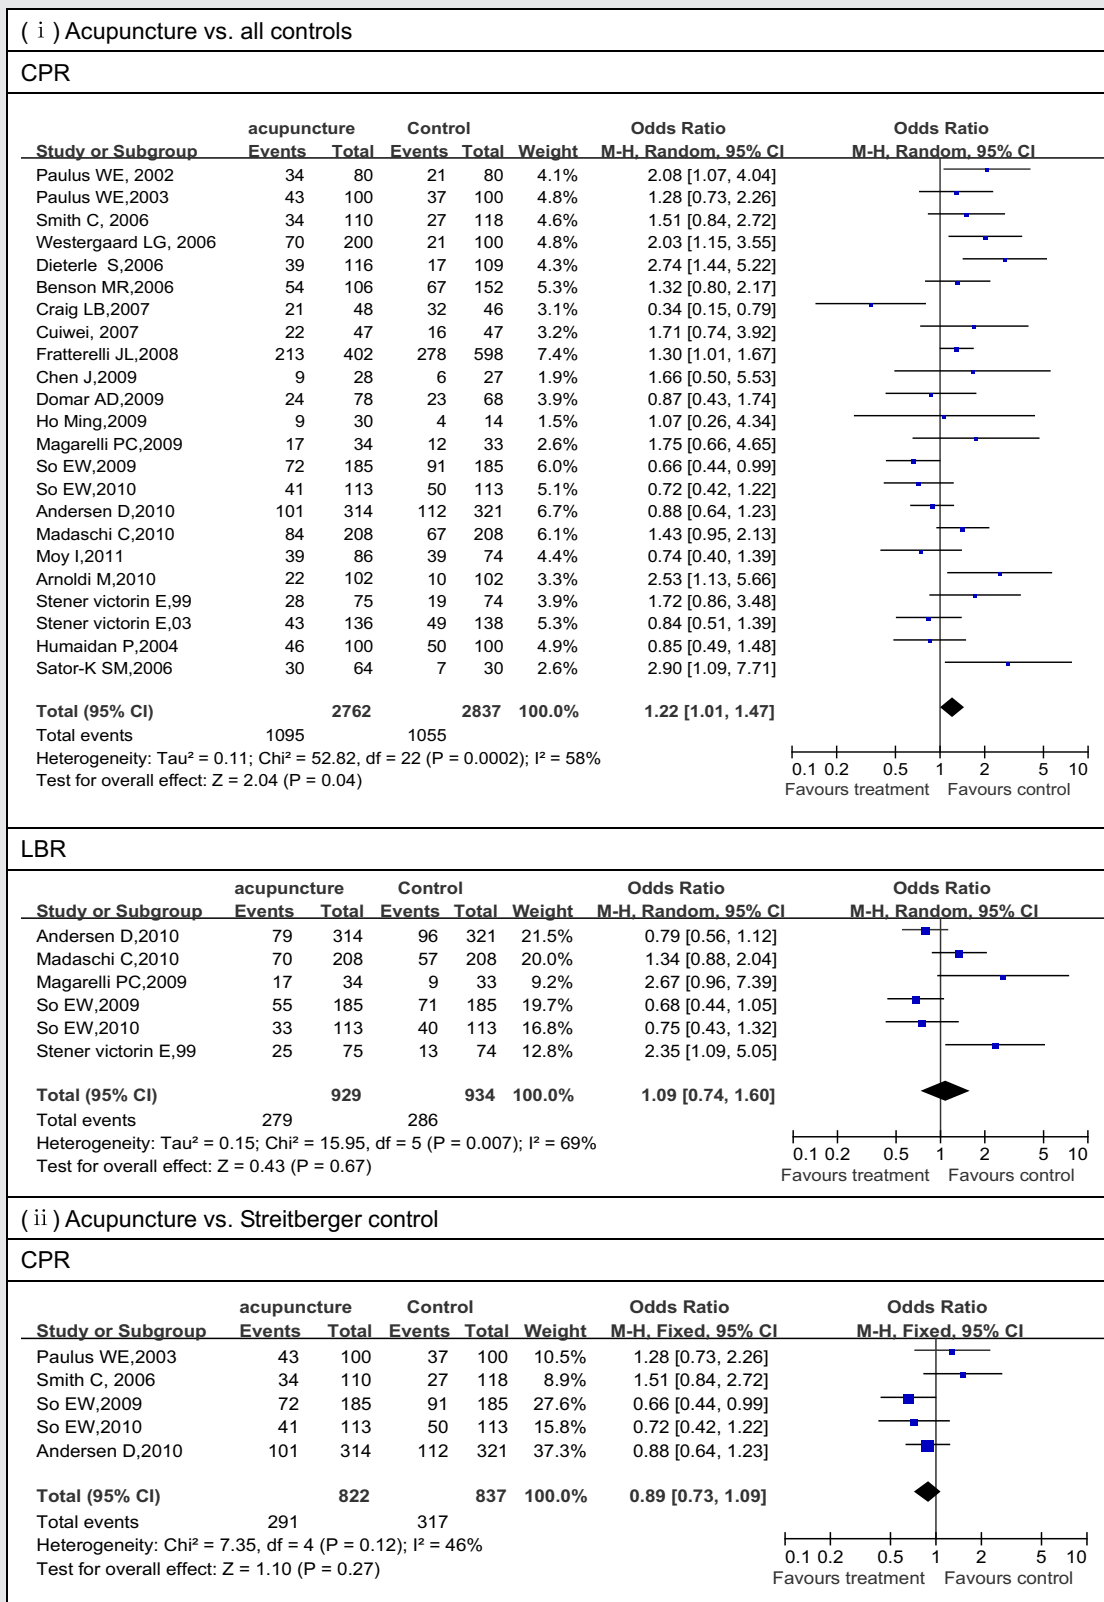 ( ⅰ ) Acupuncture vs. all controls
CPR
acupuncture Control Odds Ratio Odds Ratio
Study or Subgroup Events Total Events Total Weight M-H, Random, 95% CI M-H, Random, 95% CI
Paulus WE, 2002 34 80 21 80 4.1% 2.08 [1.07, 4.04]
Paulus WE,2003 43 100 37 100 4.8% 1.28 [0.73, 2.26]
Smith C, 2006 34 110 27 118 4.6% 1.51 [0.84, 2.72]
Westergaard LG, 2006 70 200 21 100 4.8% 2.03 [1.15, 3.55]
Dieterle S,2006 39 116 17 109 4.3% 2.74 [1.44, 5.22]
Benson MR,2006 54 106 67 152 5.3% 1.32 [0.80, 2.17]
Craig LB,2007 21 48 32 46 3.1% 0.34 [0.15, 0.79]
Cuiwei, 2007 22 47 16 47 3.2% 1.71 [0.74, 3.92]
Fratterelli JL,2008 213 402 278 598 7.4% 1.30 [1.01, 1.67]
Chen J,2009 9 28 6 27 1.9% 1.66 [0.50, 5.53]
Domar AD,2009 24 78 23 68 3.9% 0.87 [0.43, 1.74]
Ho Ming,2009 9 30 4 14 1.5% 1.07 [0.26, 4.34]
Magarelli PC,2009 17 34 12 33 2.6% 1.75 [0.66, 4.65]
So EW,2009 72 185 91 185 6.0% 0.66 [0.44, 0.99]
So EW,2010 41 113 50 113 5.1% 0.72 [0.42, 1.22]
Andersen D,2010 101 314 112 321 6.7% 0.88 [0.64, 1.23]
Madaschi C,2010 84 208 67 208 6.1% 1.43 [0.95, 2.13]
Moy I,2011 39 86 39 74 4.4% 0.74 [0.40, 1.39]
Arnoldi M,2010 22 102 10 102 3.3% 2.53 [1.13, 5.66]
Stener victorin E,99 28 75 19 74 3.9% 1.72 [0.86, 3.48]
Stener victorin E,03 43 136 49 138 5.3% 0.84 [0.51, 1.39]
Humaidan P,2004 46 100 50 100 4.9% 0.85 [0.49, 1.48]
Sator-K SM,2006 30 64 7 30 2.6% 2.90 [1.09, 7.71]
Total (95% CI) 2762 2837 100.0% 1.22 [1.01, 1.47]
Total events 1095 1055
Heterogeneity: Tau² = 0.11; Chi² = 52.82, df = 22 (P = 0.0002); I² = 58%
Test for overall effect: Z = 2.04 (P = 0.04)
0.1 0.2 0.5 1 2 5 10
Favours treatment Favours control
LBR
acupuncture Control Odds Ratio Odds Ratio
Study or Subgroup Events Total Events Total Weight M-H, Random, 95% CI M-H, Random, 95% CI
Andersen D,2010 79 314 96 321 21.5% 0.79 [0.56, 1.12]
Madaschi C,2010 70 208 57 208 20.0% 1.34 [0.88, 2.04]
Magarelli PC,2009 17 34 9 33 9.2% 2.67 [0.96, 7.39]
So EW,2009 55 185 71 185 19.7% 0.68 [0.44, 1.05]
So EW,2010 33 113 40 113 16.8% 0.75 [0.43, 1.32]
Stener victorin E,99 25 75 13 74 12.8% 2.35 [1.09, 5.05]
Total (95% CI) 929 934 100.0% 1.09 [0.74, 1.60]
Total events 279 286
Heterogeneity: Tau² = 0.15; Chi² = 15.95, df = 5 (P = 0.007); I² = 69%
Test for overall effect: Z = 0.43 (P = 0.67)
0.1 0.2 0.5 1 2 5 10
Favours treatment Favours control
( ⅱ ) Acupuncture vs. Streitberger control
CPR
acupuncture Control Odds Ratio Odds Ratio
Study or Subgroup Events Total Events Total Weight M-H, Fixed, 95% CI M-H, Fixed, 95% CI
Paulus WE,2003 43 100 37 100 10.5% 1.28 [0.73, 2.26]
Smith C, 2006 34 110 27 118 8.9% 1.51 [0.84, 2.72]
So EW,2009 72 185 91 185 27.6% 0.66 [0.44, 0.99]
So EW,2010 41 113 50 113 15.8% 0.72 [0.42, 1.22]
Andersen D,2010 101 314 112 321 37.3% 0.88 [0.64, 1.23]
Total (95% CI) 822 837 100.0% 0.89 [0.73, 1.09]
Total events 291 317
Heterogeneity: Chi² = 7.35, df = 4 (P = 0.12); I² = 46%
Test for overall effect: Z = 1.10 (P = 0.27)
0.1 0.2 0.5 1 2 5 10
Favours treatment Favours control